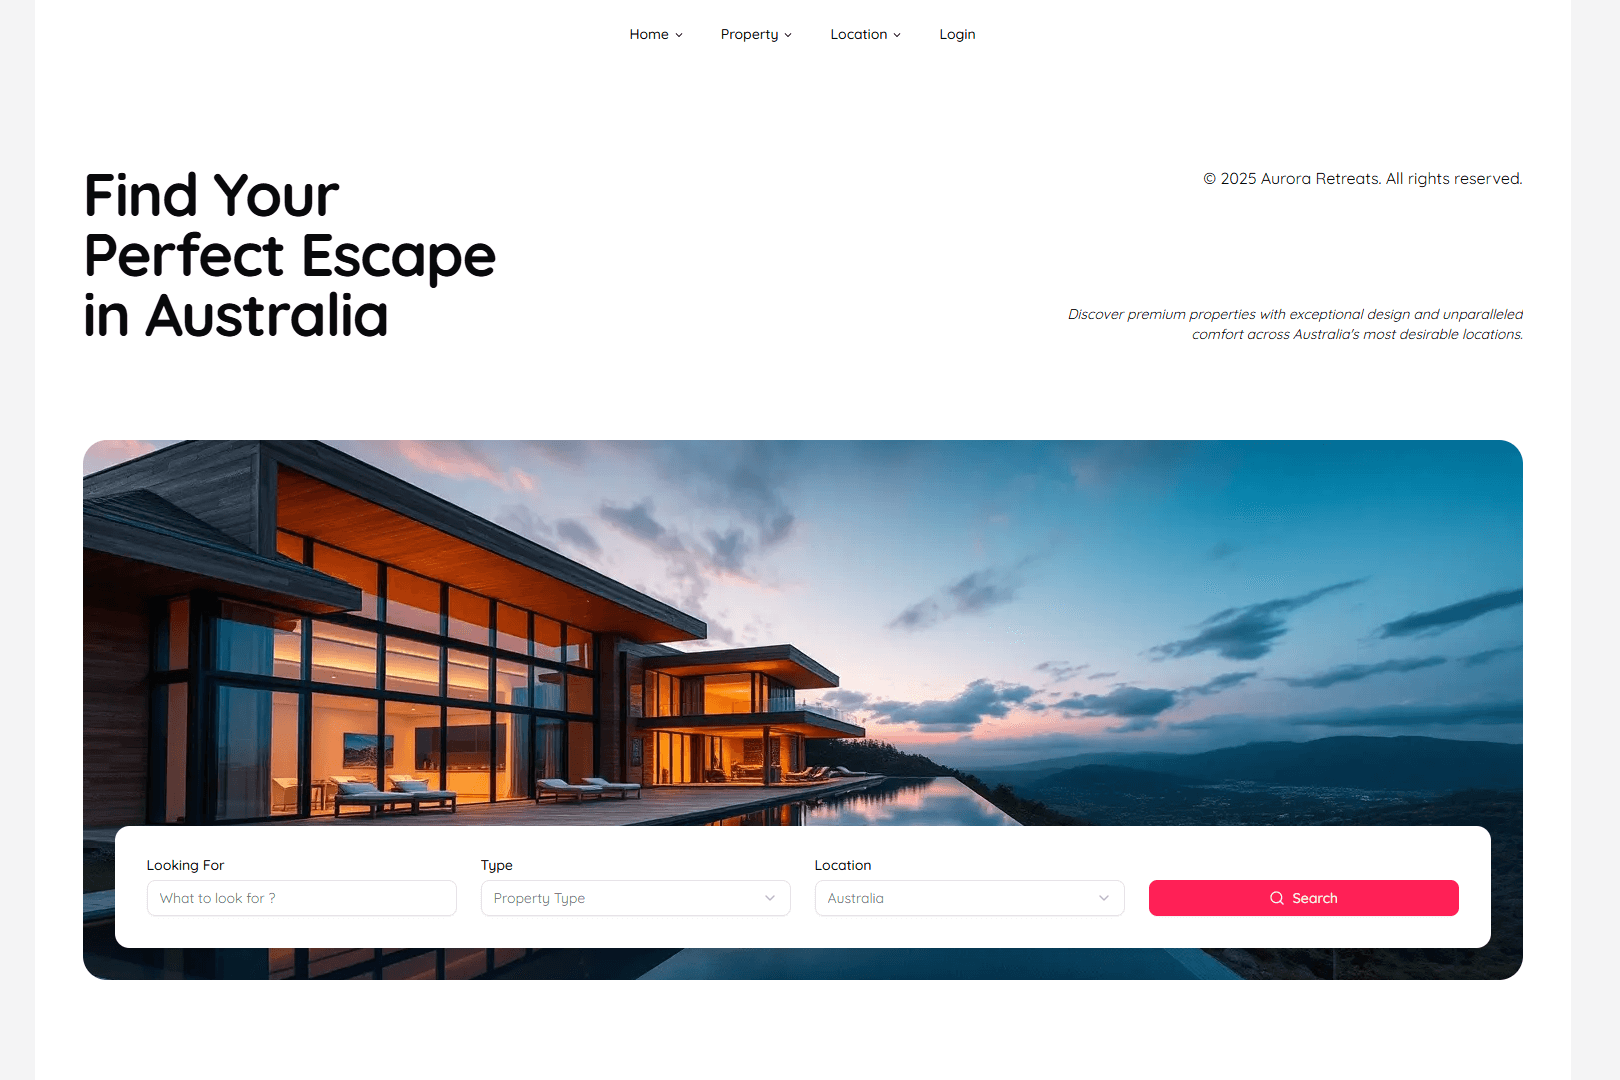 Home
Property
Location
Login
Find Your
Perfect Escape
in Australia
© 2025 Aurora Retreats. All rights reserved.
Discover premium properties with exceptional design and unparalleled
comfort across Australia's most desirable locations.
Looking For
What to look for ?
Type
Property Type
Location
Australia
Search